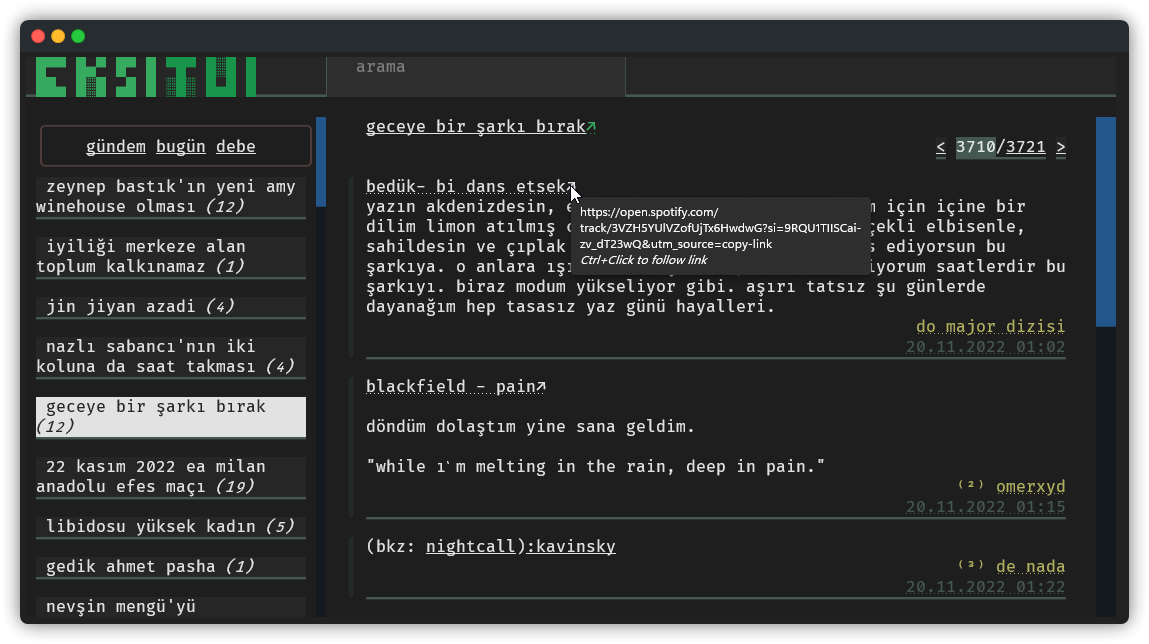 EKSITUI
arama
gündem bugün debe
zeynep bastık'ın yeni amy
winehouse olması (12)
iyiliği merkeze alan
toplum kalkınamaz (1)
jin jiyan azadi (4)
nazlı sabancı'nın iki
koluna da saat takması (4)
geceye bir şarkı bırak
(12)
22 kasım 2022 ea milan
anadolu efes maçı (19)
libidosu yüksek kadın (5)
gedik ahmet pasha (1)
nevşin mengü'yü
geceye bir şarkı bırak↗
< 3710/3721 >
bedük- bi dans etsek
yazın akdenizdesin, için içine bir
dilim limon atılmış elbisenle,
sahildesin ve çıplak ediyorsun bu
şarkıya. o anlara saatlerdir bu
şarkıyı. biraz modum yükseliyor gibi. aşırı tatsız şu günlerde
dayanağım hep tasasız yaz günü hayalleri.
https://open.spotify.com/
track/3VZH5YUlVZofUjTx6HwdwG?si=9RQU1TIISCai-
zv_dT23wQ&utm_source=copy-link
Ctrl+Click to follow link
do major dizisi
20.11.2022 01:02
blackfield - pain↗
döndüm dolaştım yine sana geldim.
"while ı`m melting in the rain, deep in pain."
⁽²⁾ omerxyd
20.11.2022 01:15
(bkz: nightcall):kavinsky
⁽³⁾ de nada
20.11.2022 01:22